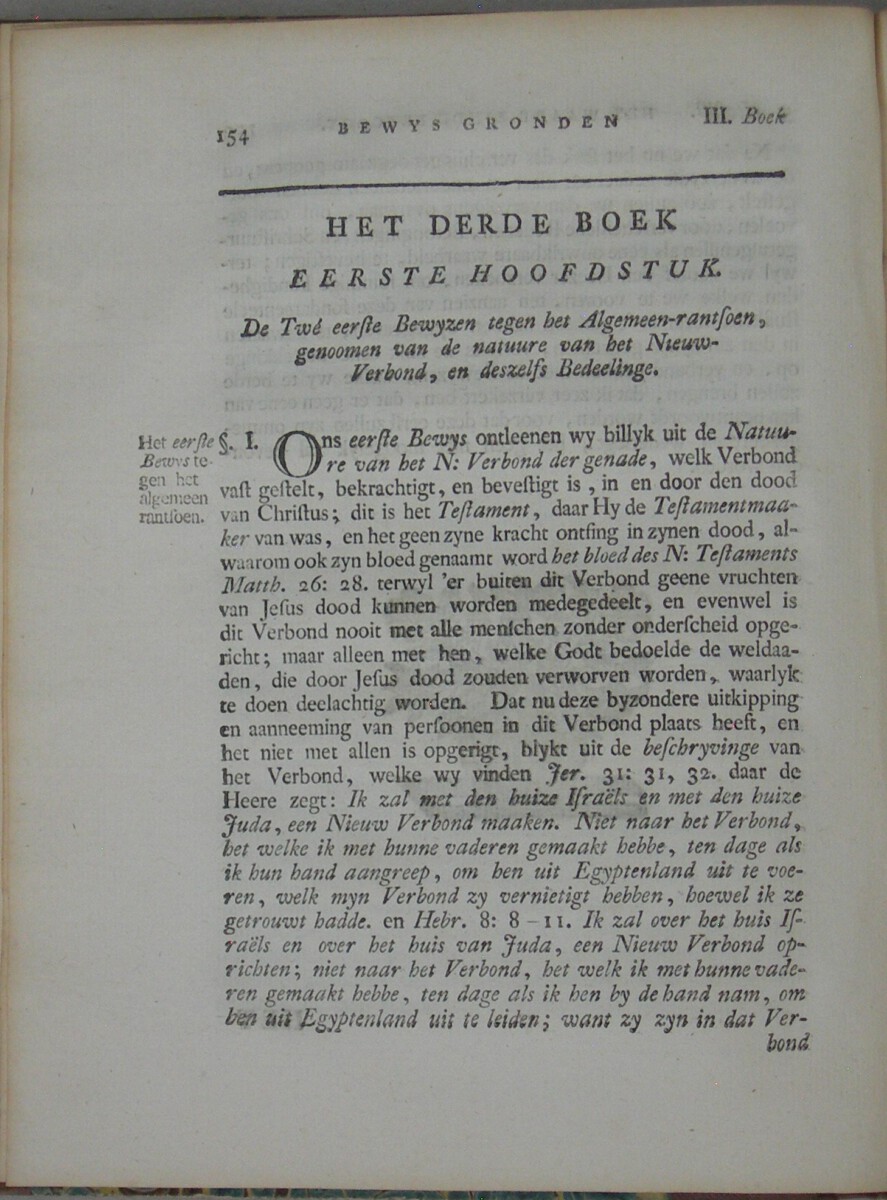 154 BEWYS GRONDEN III. Boek
HET DERDE BOEK
EERSTE HOOFDSTUK.
De Twé eerſte Bewyzen tegen het Algemeen-rantſoen,
genoomen van de natuure van het Nieuw-
Verbond, en deszelfs Bedeelinge.
Het eerſte
Bewys te-
gen het
algemeen
rantſoen.
§. I. Ons eerſte Bewys ontleenen wy billyk uit de Natuu-
re van het N: Verbond der genade, welk Verbond
vaſt geſtelt, bekrachtigt, en beveſtigt is, in en door den dood
van Chriſtus; dit is het Teſtament, daar Hy de Teſtamentmaa-
ker van was, en het geen zyne kracht ontfing in zynen dood, al-
waarom ook zyn bloed genaamt word het bloed des N: Teſtaments
Matth. 26: 28. terwyl 'er buiten dit Verbond geene vruchten
van Jeſus dood kunnen worden medegedeelt, en evenwel is
dit Verbond nooit met alle menſchen zonder onderſcheid opge-
richt; maar alleen met hen, welke Godt bedoelde de weldaa-
den, die door Jeſus dood zouden verworven worden, waarlyk
te doen deelachtig worden. Dat nu deze byzondere uitkipping
en aanneeming van perſoonen in dit Verbond plaats heeft, en
het niet met allen is opgerigt, blykt uit de beſchryvinge van
het Verbond, welke wy vinden Jer. 31: 31, 32. daar de
Heere zegt: Ik zal met den huize Iſraëls en met den huize
Juda, een Nieuw Verbond maaken. Niet naar het Verbond,
het welke ik met hunne vaderen gemaakt hebbe, ten dage als
ik hun hand aangreep, om hen uit Egyptenland uit te voe-
ren, welk myn Verbond zy vernietigt hebben, hoewel ik ze
getrouwt hadde. en Hebr. 8: 8-11. Ik zal over het huis Iſ-
raëls en over het huis van Juda, een Nieuw Verbond op-
richten; niet naar het Verbond, het welk ik met hunne vade-
ren gemaakt hebbe, ten dage als ik hen by de hand nam, om
hen uit Egyptenland uit te leiden; want zy zyn in dat Ver-
bond